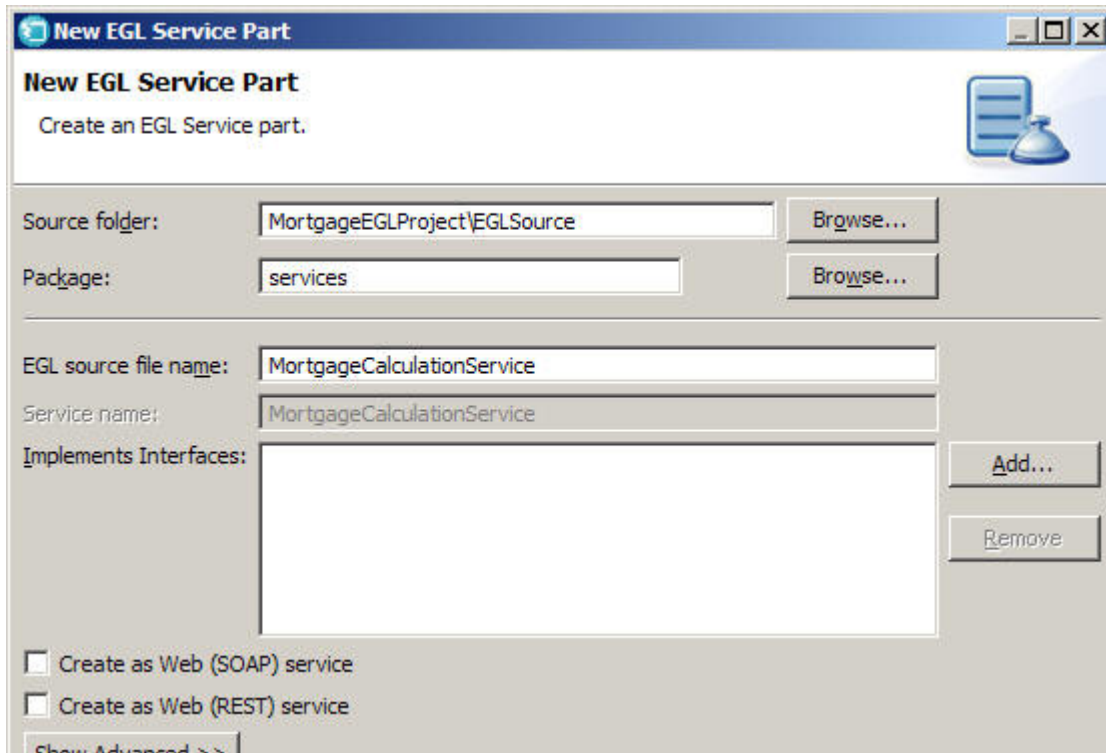 New EGL Service Part
New EGL Service Part
Create an EGL Service part.
Source folder: MortgageEGLProject\EGLSource Browse...
Package: services Browse...
EGL source file name: MortgageCalculationService
Service name: MortgageCalculationService
Implements Interfaces: Add...
Remove
Create as Web (SOAP) service
Create as Web (REST) service
Show Advanced >>